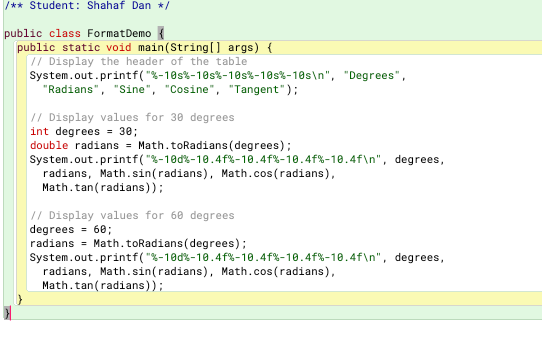 /** Student: Shahaf Dan */

public class FormatDemo {
  public static void main(String[] args) {
    // Display the header of the table
    System.out.printf("%-10s%-10s%-10s%-10s%-10s\n", "Degrees",
      "Radians", "Sine", "Cosine", "Tangent");

    // Display values for 30 degrees
    int degrees = 30;
    double radians = Math.toRadians(degrees);
    System.out.printf("%-10d%-10.4f%-10.4f%-10.4f%-10.4f\n", degrees,
      radians, Math.sin(radians), Math.cos(radians),
      Math.tan(radians));

    // Display values for 60 degrees
    degrees = 60;
    radians = Math.toRadians(degrees);
    System.out.printf("%-10d%-10.4f%-10.4f%-10.4f%-10.4f\n", degrees,
      radians, Math.sin(radians), Math.cos(radians),
      Math.tan(radians));
  }
}